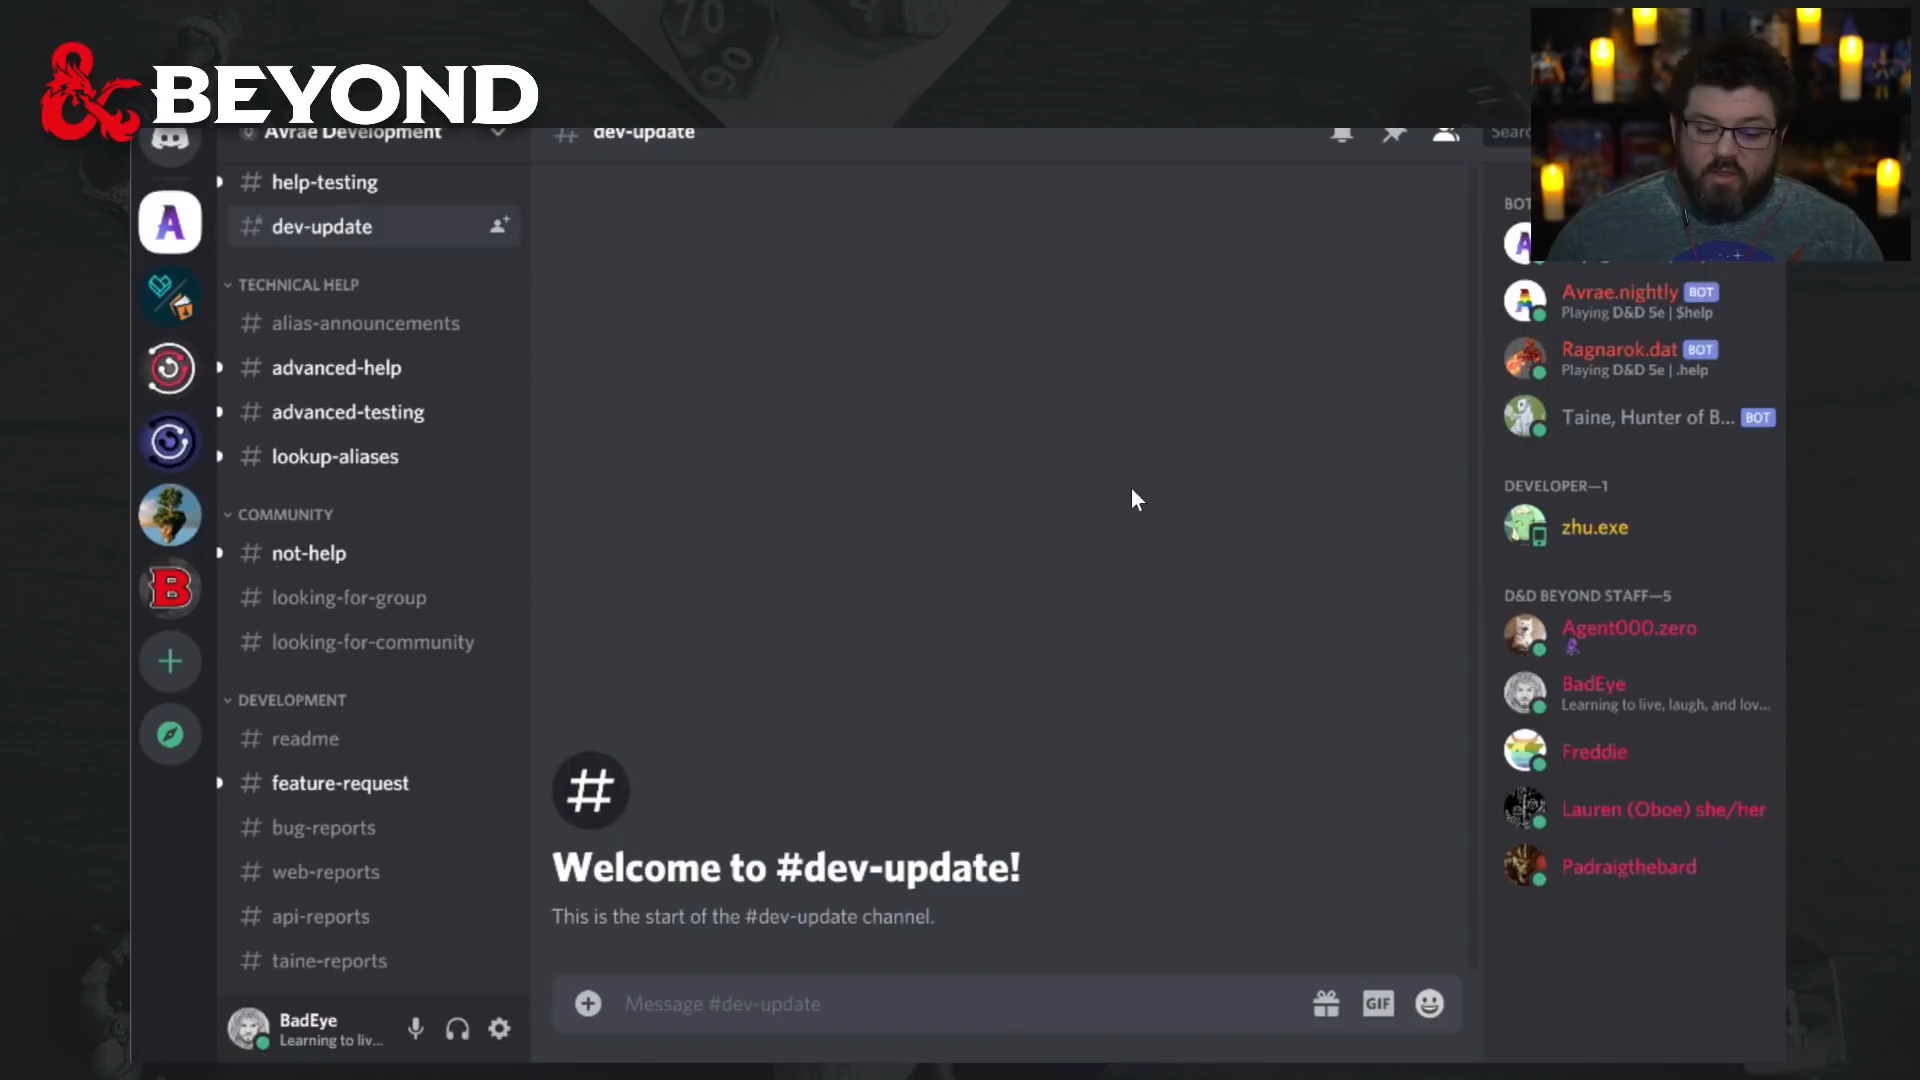 BEYOND
Avrae Development
dev-update
help-testing
dev-update
TECHNICAL HELP
alias-announcements
advanced-help
advanced-testing
lookup-aliases
COMMUNITY
not-help
looking-for-group
looking-for-community
DEVELOPMENT
readme
feature-request
bug-reports
web-reports
api-reports
taine-reports
BadEye
Learning to liv...
Welcome to #dev-update!
This is the start of the #dev-update channel.
Message #dev-update
GIF
Avrae.nightly BOT
Playing D&D 5e | $help
Ragnarok.dat BOT
Playing D&D 5e | .help
Taine, Hunter of B... BOT
DEVELOPER—1
zhu.exe
D&D BEYOND STAFF—5
Agent000.zero
BadEye
Learning to live, laugh, and lov...
Freddie
Lauren (Oboe) she/her
Padraigthebard
70
90